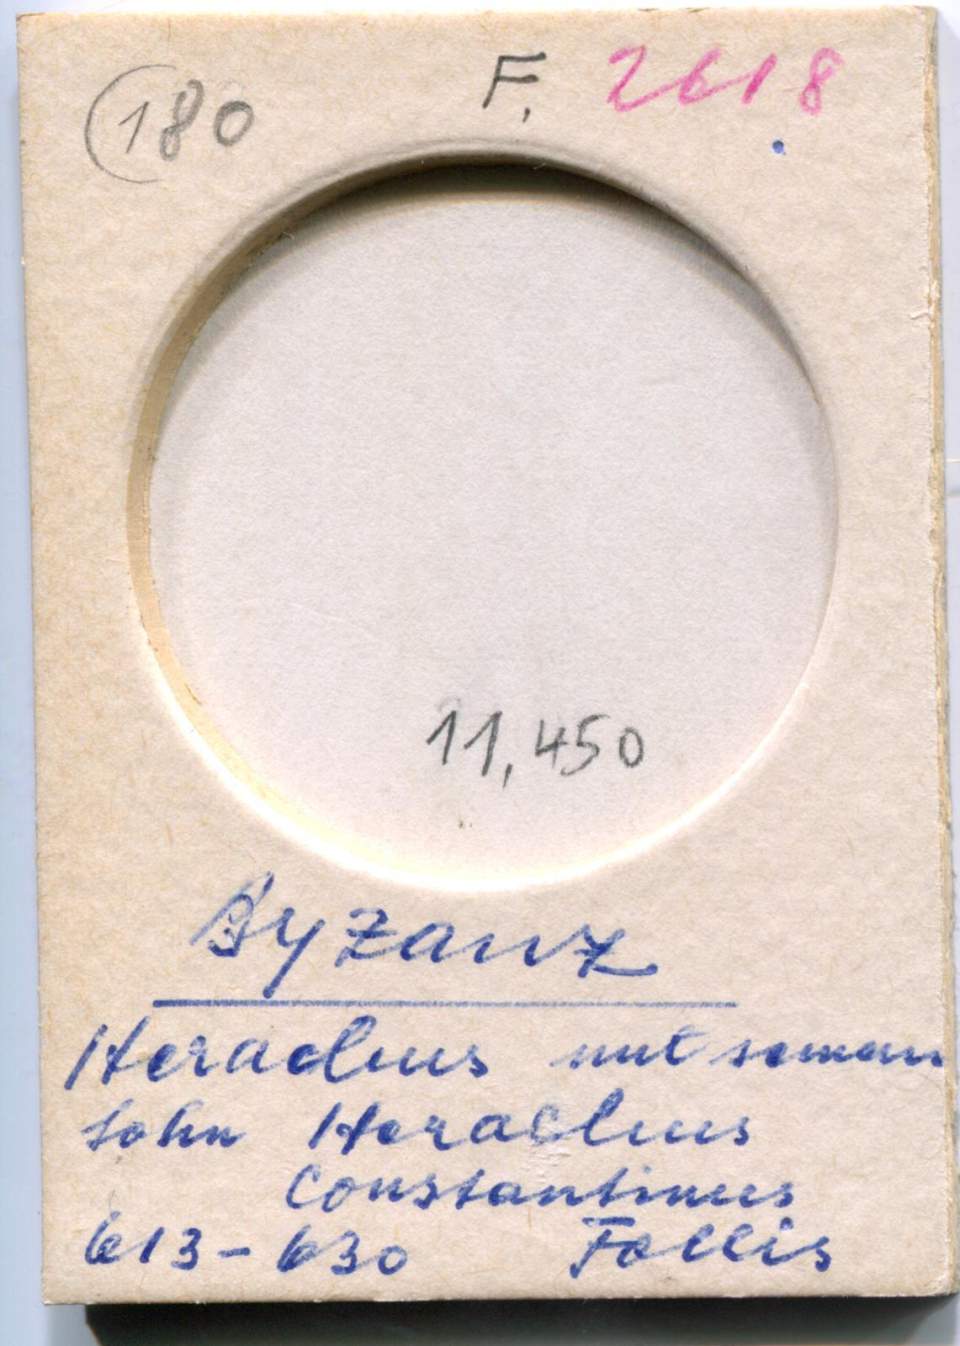 180 F. 2618
11,450
Byzanz
Heraclius mit seinem
Sohn Heraclius
Constantinus
613-630 Follis